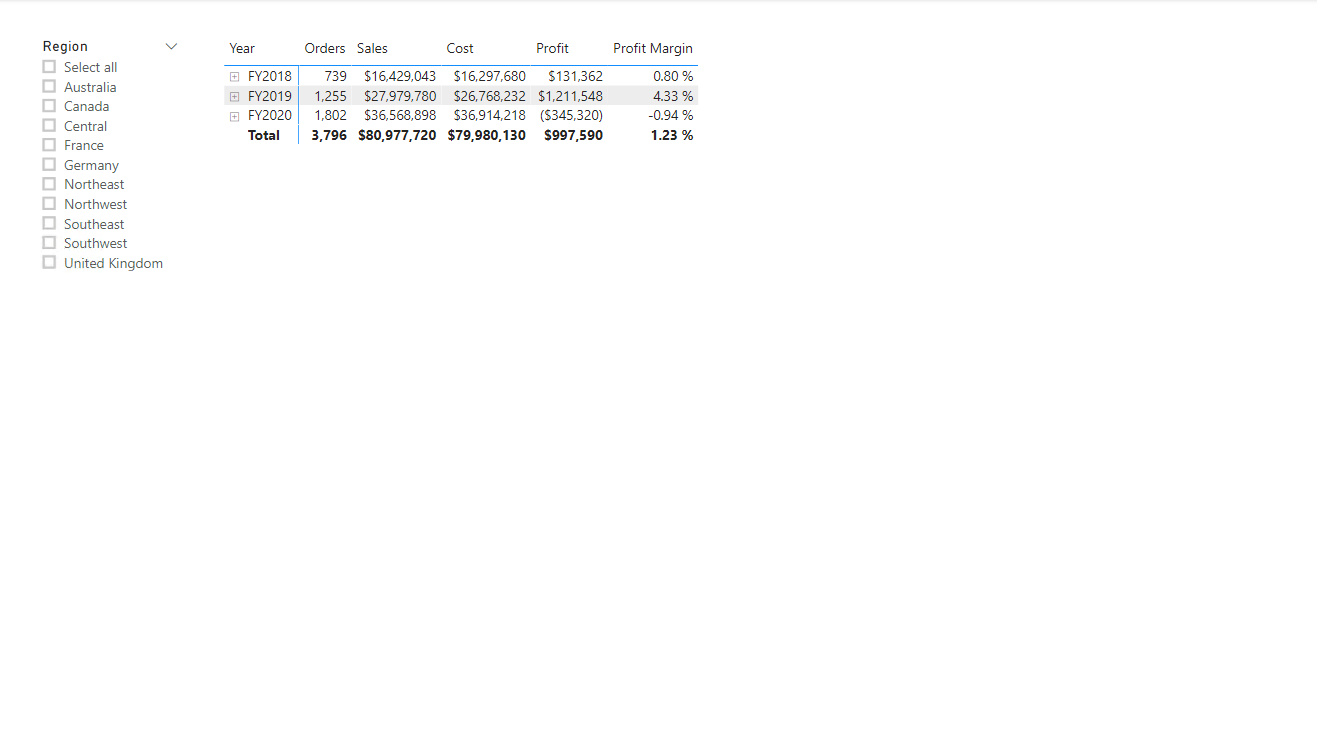 Region
Select all
Australia
Canada
Central
France
Germany
Northeast
Northwest
Southeast
Southwest
United Kingdom
Year Orders Sales Cost Profit Profit Margin
FY2018 739 $16,429,043 $16,297,680 $131,362 0.80 %
FY2019 1,255 $27,979,780 $26,768,232 $1,211,548 4.33 %
FY2020 1,802 $36,568,898 $36,914,218 ($345,320) -0.94 %
Total 3,796 $80,977,720 $79,980,130 $997,590 1.23 %